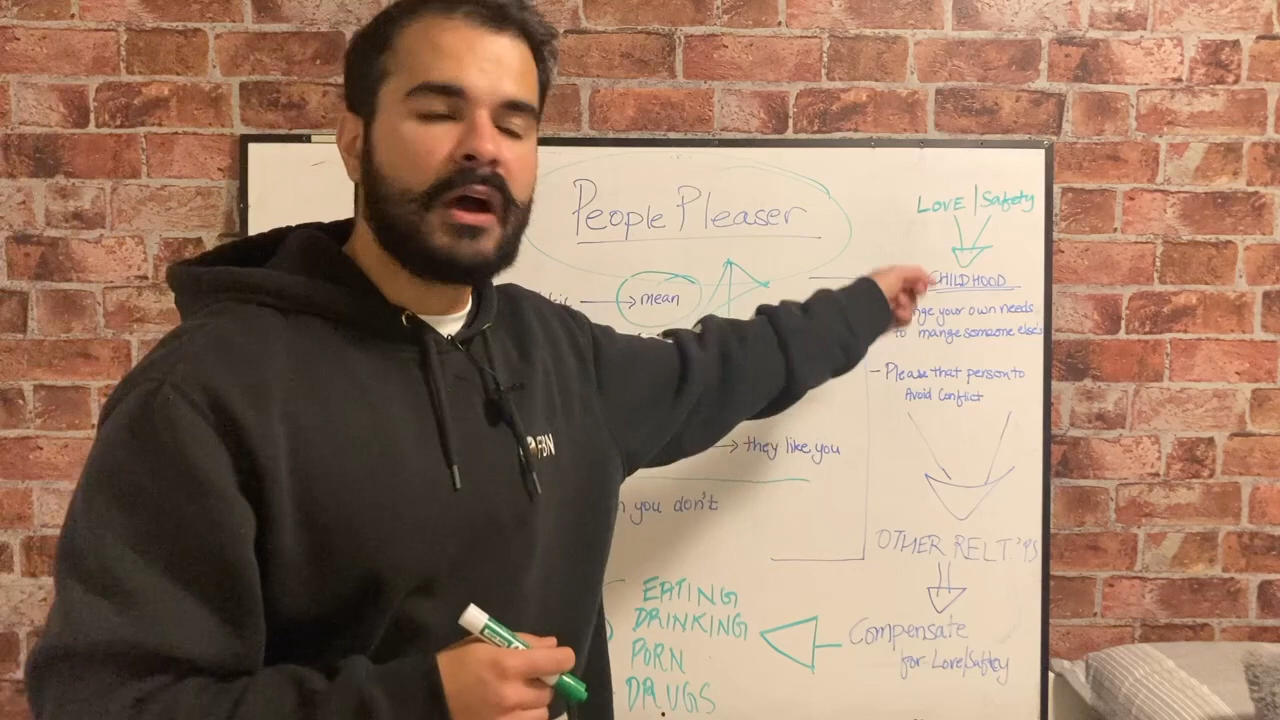 People Pleaser
mean
they like you
you don't
EATING
DRINKING
PORN
DRUGS
LOVE | Safety
CHILDHOOD
your own needs
to mange someone else's
- Please that person to
Avoid Conflict
OTHER RELT.'PS
Compensate
for Love/Saftey
FBN